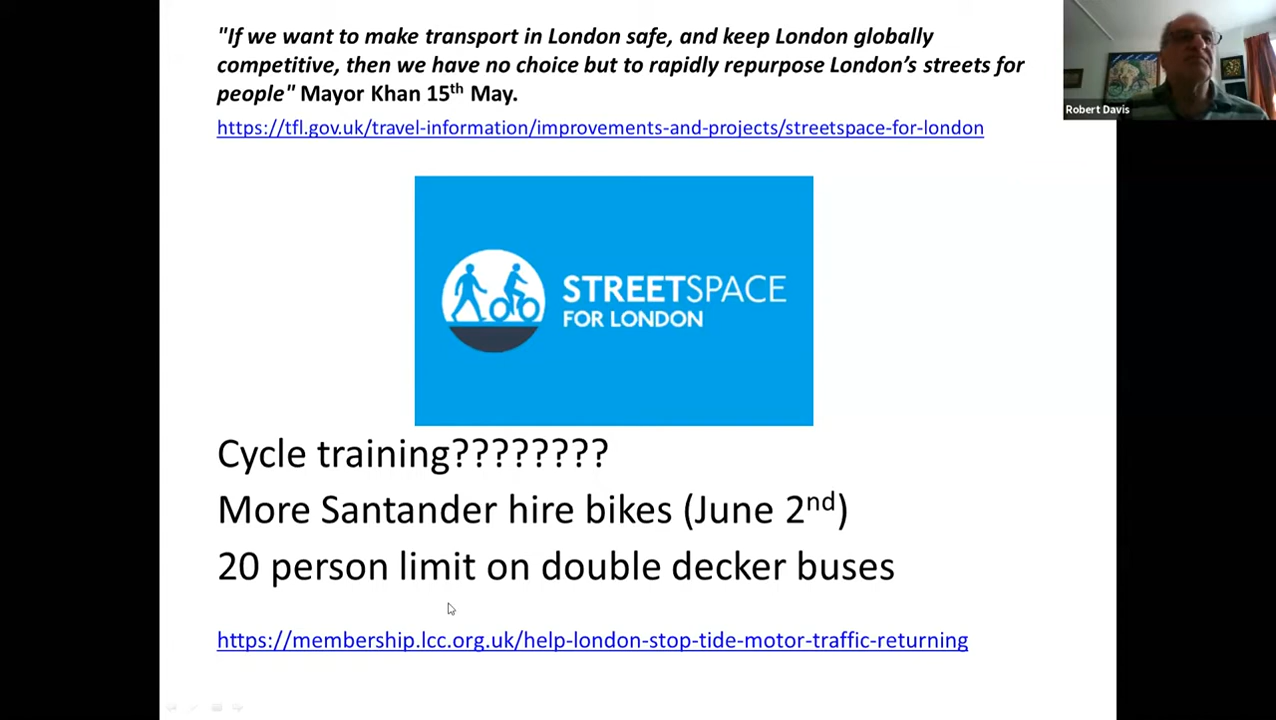 "If we want to make transport in London safe, and keep London globally
competitive, then we have no choice but to rapidly repurpose London’s streets for
people" Mayor Khan 15th May.
https://tfl.gov.uk/travel-information/improvements-and-projects/streetspace-for-london
Robert Davis
STREETSPACE
FOR LONDON
Cycle training????????
More Santander hire bikes (June 2nd)
20 person limit on double decker buses
https://membership.lcc.org.uk/help-london-stop-tide-motor-traffic-returning